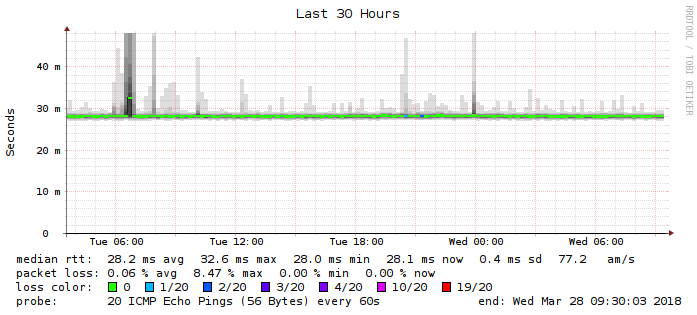 Last 30 Hours
RRDTOOL / TOBI OETIKER
Seconds
40 m
30 m
20 m
10 m
0
Tue 06:00 Tue 12:00 Tue 18:00 Wed 00:00 Wed 06:00
median rtt: 28.2 ms avg 32.6 ms max 28.0 ms min 28.1 ms now 0.4 ms sd 77.2 am/s
packet loss: 0.06 % avg 8.47 % max 0.00 % min 0.00 % now
loss color: 0 1/20 2/20 3/20 4/20 10/20 19/20
probe: 20 ICMP Echo Pings (56 Bytes) every 60s end: Wed Mar 28 09:30:03 2018